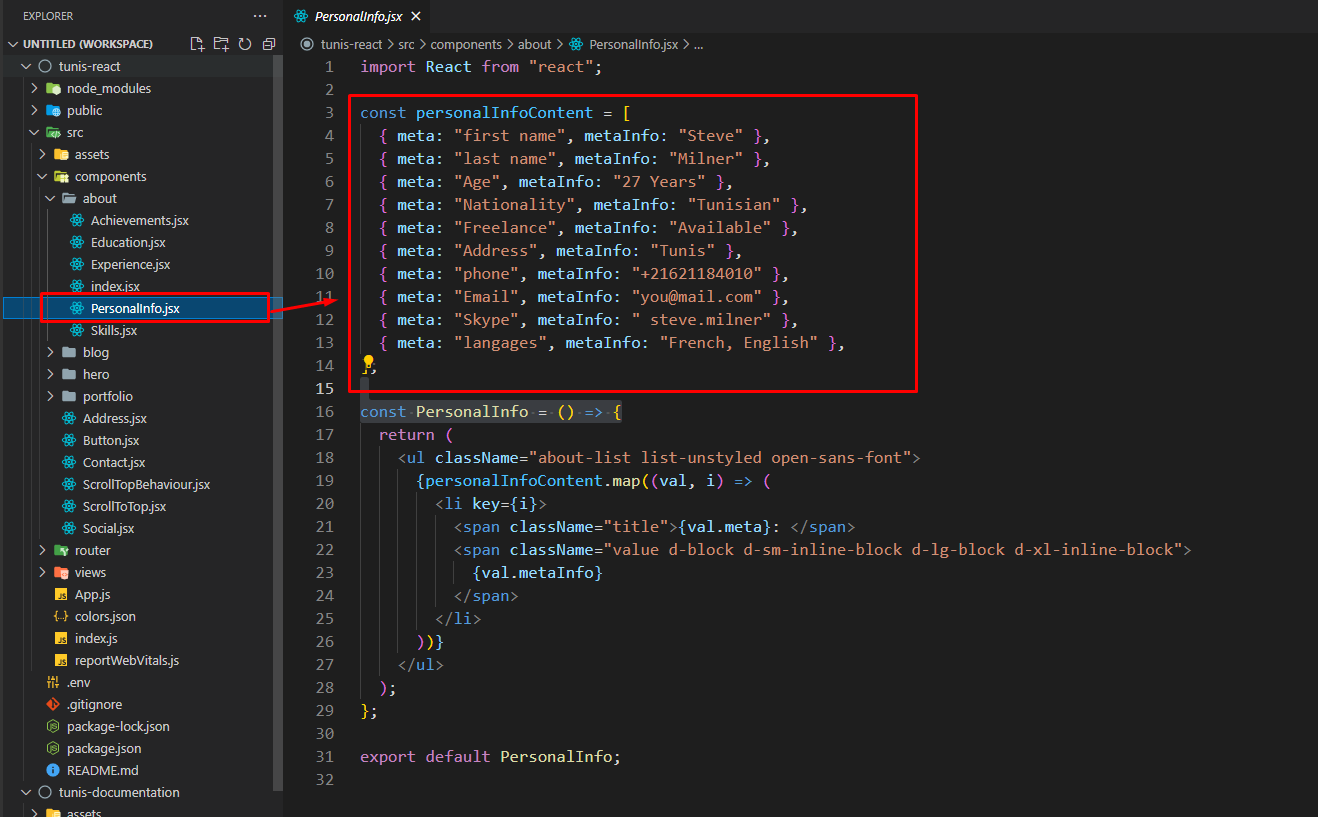 EXPLORER
UNTITLED (WORKSPACE)
tunis-react
node_modules
public
src
assets
components
about
Achievements.jsx
Education.jsx
Experience.jsx
index.jsx
PersonalInfo.jsx
Skills.jsx
blog
hero
portfolio
Address.jsx
Button.jsx
Contact.jsx
ScrollTopBehaviour.jsx
ScrollToTop.jsx
Social.jsx
router
views
App.js
colors.json
index.js
reportWebVitals.js
.env
.gitignore
package-lock.json
package.json
README.md
tunis-documentation
assets
PersonalInfo.jsx
tunis-react > src > components > about > PersonalInfo.jsx > ...
1 import React from "react";
2
3 const personalInfoContent = [
4 { meta: "first name", metaInfo: "Steve" },
5 { meta: "last name", metaInfo: "Milner" },
6 { meta: "Age", metaInfo: "27 Years" },
7 { meta: "Nationality", metaInfo: "Tunisian" },
8 { meta: "Freelance", metaInfo: "Available" },
9 { meta: "Address", metaInfo: "Tunis" },
10 { meta: "phone", metaInfo: "+21621184010" },
11 { meta: "Email", metaInfo: "you@mail.com" },
12 { meta: "Skype", metaInfo: " steve.milner" },
13 { meta: "langages", metaInfo: "French, English" },
14 ];
15
16 const PersonalInfo = () => {
17 return (
18 <ul className="about-list list-unstyled open-sans-font">
19 {personalInfoContent.map((val, i) => (
20 <li key={i}>
21 <span className="title">{val.meta}: </span>
22 <span className="value d-block d-sm-inline-block d-lg-block d-xl-inline-block">
23 {val.metaInfo}
24 </span>
25 </li>
26 ))}
27 </ul>
28 );
29 };
30
31 export default PersonalInfo;
32